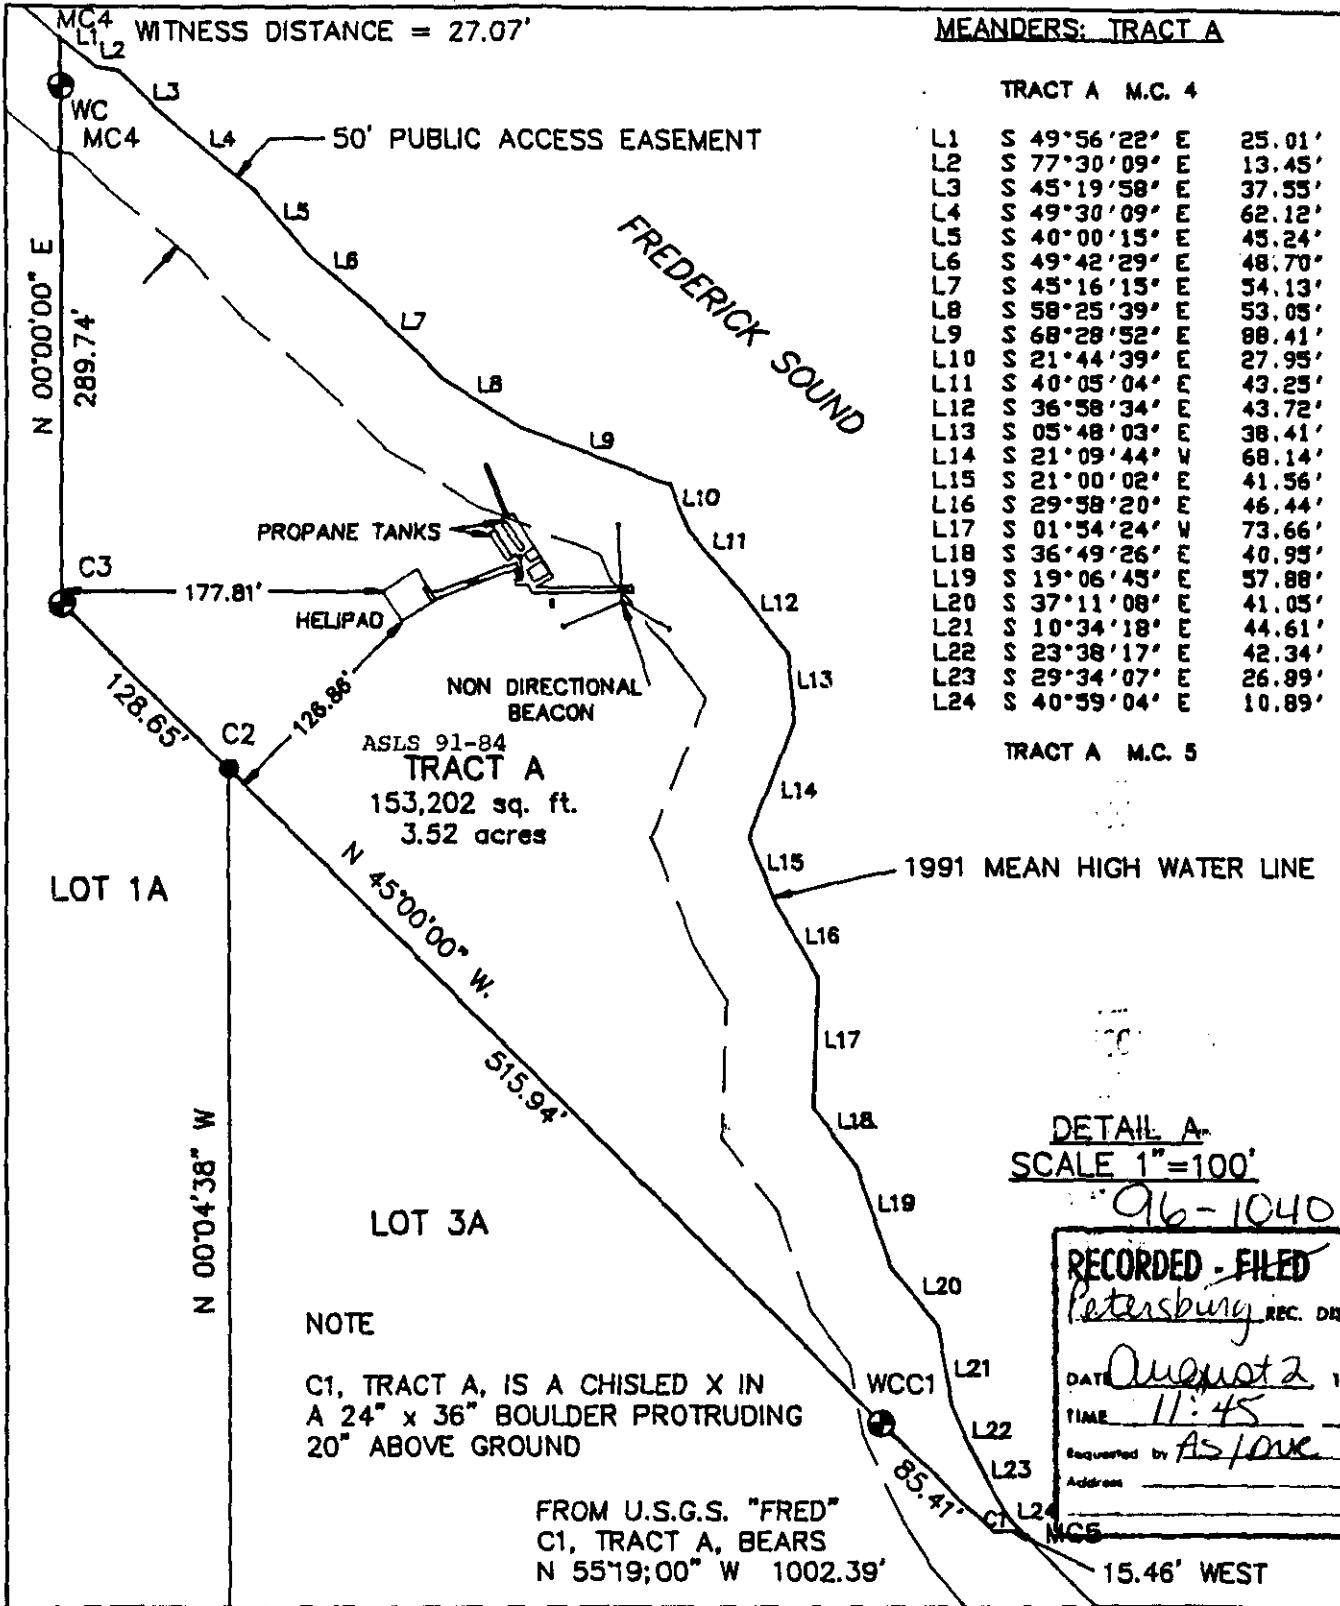 MC4 WITNESS DISTANCE = 27.07'
L1
L2
L3
L4
L5
L6
L7
L8
L9
L10
L11
L12
L13
L14
L15
L16
L17
L18
L19
L20
L21
L22
L23
L24
WC
MC4
50' PUBLIC ACCESS EASEMENT
FREDERICK SOUND
N 00°00'00" E
289.74'
PROPANE TANKS
C3
177.81'
HELIPAD
128.65'
126.86'
C2
NON DIRECTIONAL
BEACON
ASLS 91-84
TRACT A
153,202 sq. ft.
3.52 acres
LOT 1A
N 45°00'00" W.
515.94'
1991 MEAN HIGH WATER LINE
N 00°04'38" W
LOT 3A
NOTE
C1, TRACT A, IS A CHISLED X IN
A 24" x 36" BOULDER PROTRUDING
20" ABOVE GROUND
WCC1
85.41'
C1
MC5
15.46' WEST
FROM U.S.G.S. "FRED"
C1, TRACT A, BEARS
N 55°19;00" W 1002.39'
MEANDERS: TRACT A
TRACT A M.C. 4
L1 S 49°56'22" E 25.01'
L2 S 77°30'09" E 13.45'
L3 S 45°19'58" E 37.55'
L4 S 49°30'09" E 62.12'
L5 S 40°00'15" E 45.24'
L6 S 49°42'29" E 48.70'
L7 S 45°16'15" E 54.13'
L8 S 58°25'39" E 53.05'
L9 S 68°28'52" E 88.41'
L10 S 21°44'39" E 27.95'
L11 S 40°05'04" E 43.25'
L12 S 36°58'34" E 43.72'
L13 S 05°48'03" E 38.41'
L14 S 21°09'44" W 68.14'
L15 S 21°00'02" E 41.56'
L16 S 29°58'20" E 46.44'
L17 S 01°54'24" W 73.66'
L18 S 36°49'26" E 40.95'
L19 S 19°06'45" E 57.88'
L20 S 37°11'08" E 41.05'
L21 S 10°34'18" E 44.61'
L22 S 23°38'17" E 42.34'
L23 S 29°34'07" E 26.89'
L24 S 40°59'04" E 10.89'
TRACT A M.C. 5
DETAIL A
SCALE 1"=100'
96-1040
RECORDED - FILED
Petersburg REC. DIS
DATE August 2 1
TIME 11:45
Requested by AS/DNR
Address